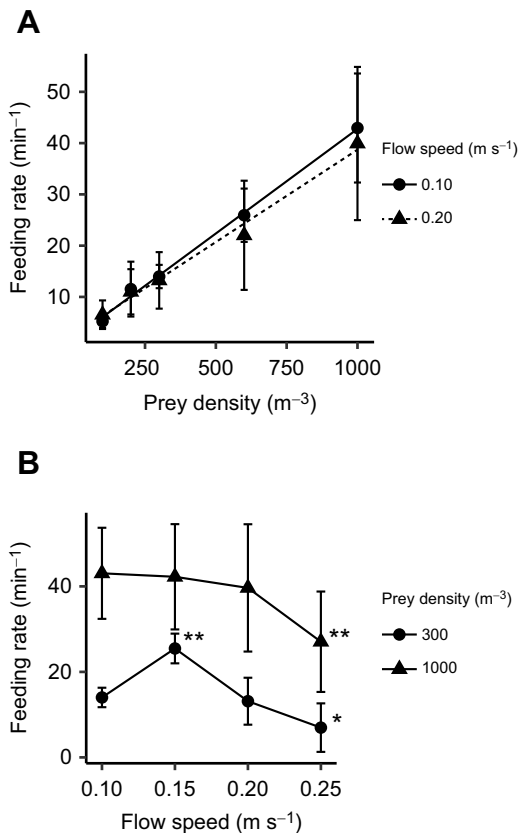 A
Feeding rate (min⁻¹)
50
40
30
20
10
250
500
750
1000
Prey density (m⁻³)
Flow speed (m s⁻¹)
0.10
0.20
B
Feeding rate (min⁻¹)
40
20
0
**
**
*
0.10
0.15
0.20
0.25
Flow speed (m s⁻¹)
Prey density (m⁻³)
300
1000